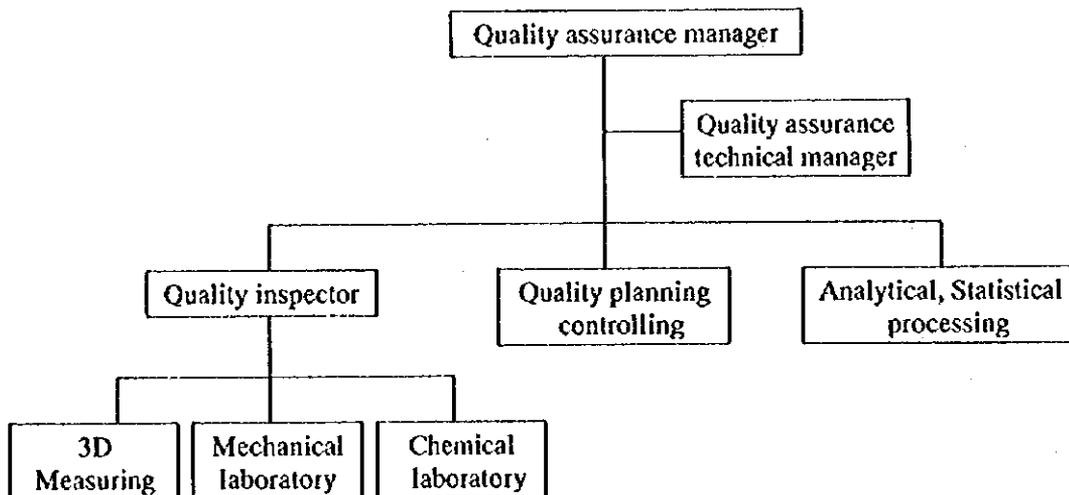 Quality assurance manager
Quality assurance
technical manager
Quality inspector
Quality planning
controlling
Analytical, Statistical
processing
3D
Measuring
Mechanical
laboratory
Chemical
laboratory